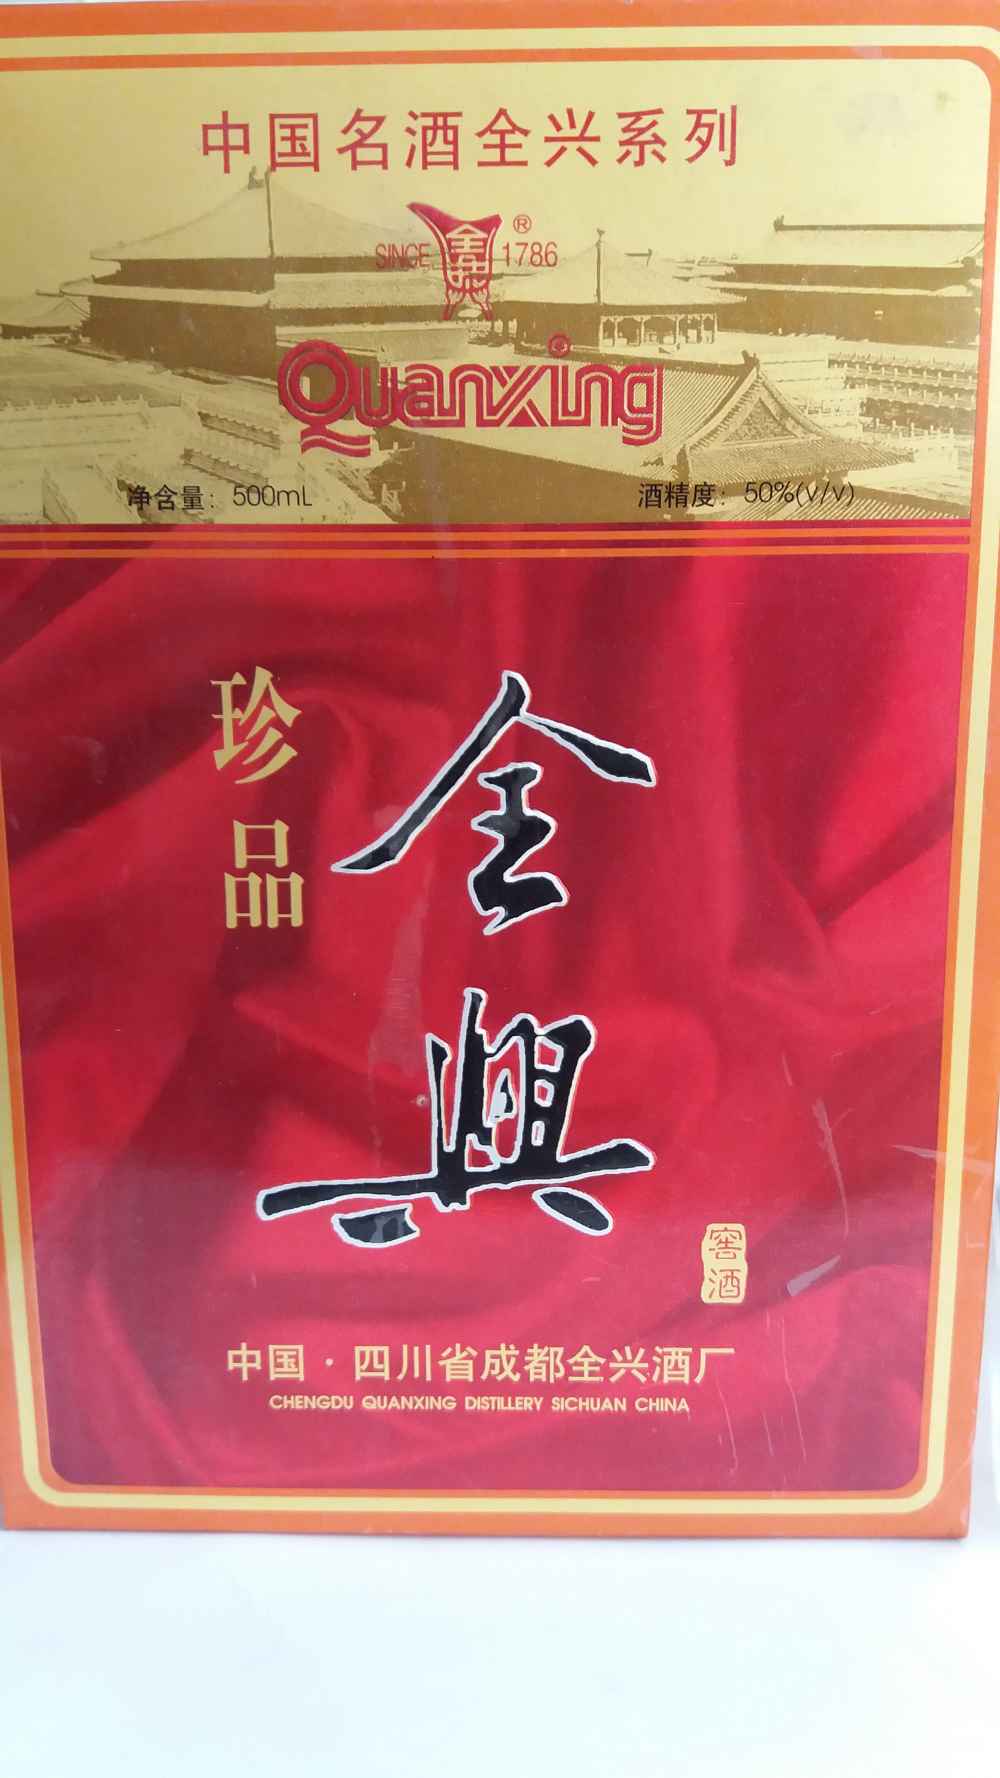 中国名酒全兴系列
SINCE 1786 ®
Quanxing
净含量：500mL 酒精度：50%(v/v)
珍品
全興
窖酒
中国·四川省成都全兴酒厂
CHENGDU QUANXING DISTILLERY SICHUAN CHINA